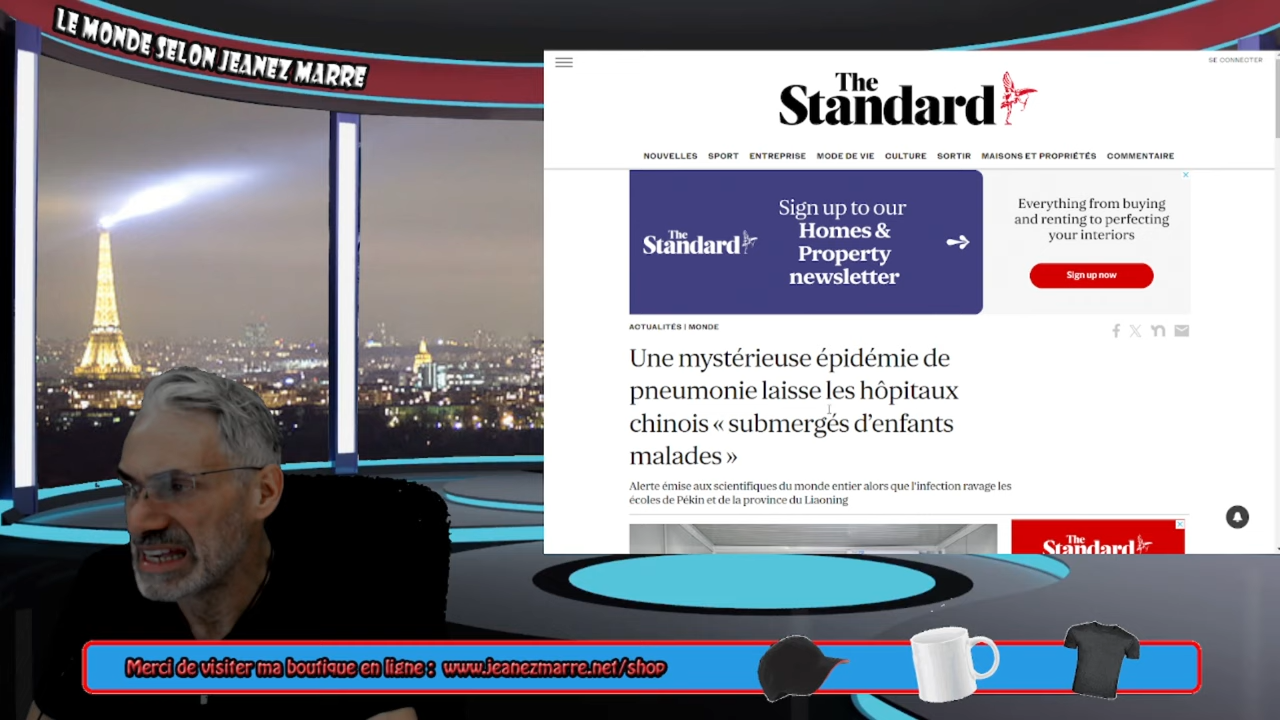 LE MONDE SELON JEANEZ MARRE
SE CONNECTER
The
Standard
NOUVELLES SPORT ENTREPRISE MODE DE VIE CULTURE SORTIR MAISONS ET PROPRIÉTÉS COMMENTAIRE
The
Standard
Sign up to our
Homes &
Property
newsletter
Everything from buying
and renting to perfecting
your interiors
Sign up now
ACTUALITÉS | MONDE
Une mystérieuse épidémie de
pneumonie laisse les hôpitaux
chinois « submergés d’enfants
malades »
Alerte émise aux scientifiques du monde entier alors que l'infection ravage les
écoles de Pékin et de la province du Liaoning
The
Standard
Merci de visiter ma boutique en ligne : www.jeanezmarre.net/shop